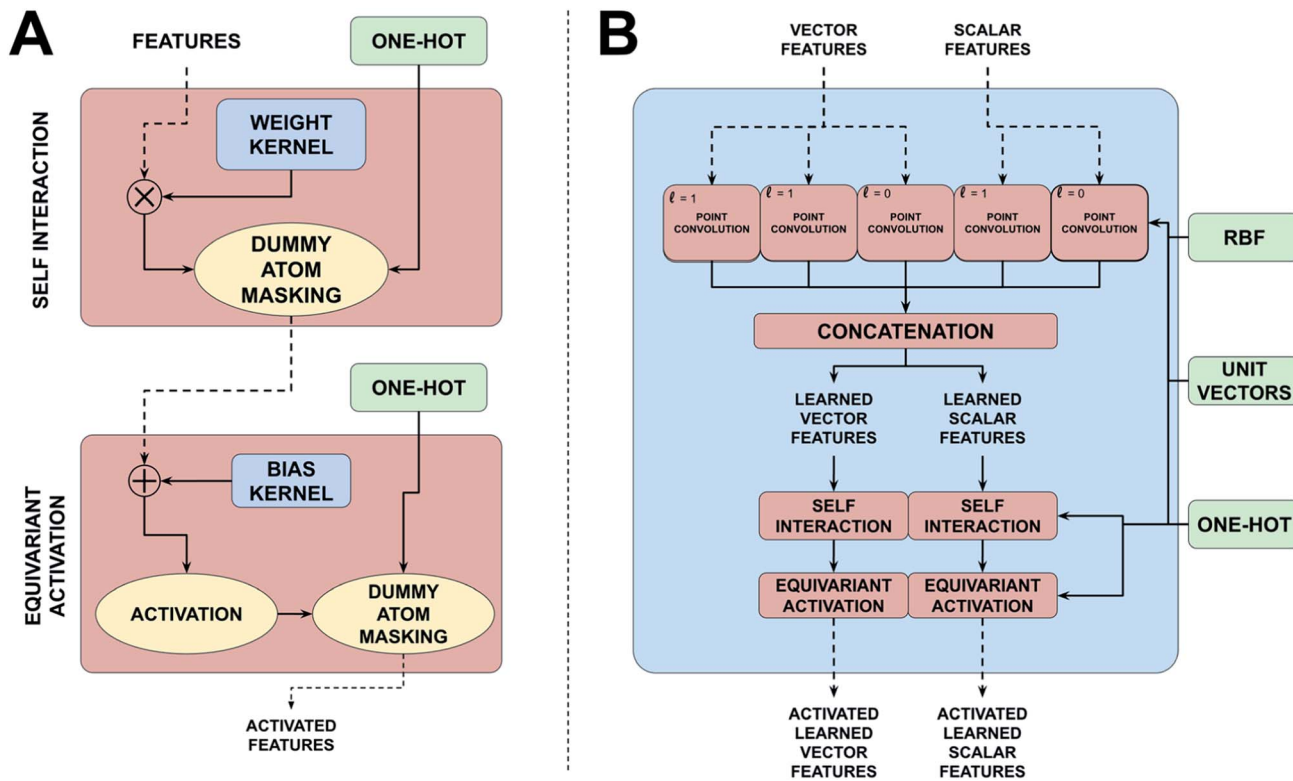 A
FEATURES
ONE-HOT
SELF INTERACTION
WEIGHT
KERNEL
DUMMY
ATOM
MASKING
ONE-HOT
EQUIVARIANT
ACTIVATION
BIAS
KERNEL
ACTIVATION
DUMMY
ATOM
MASKING
ACTIVATED
FEATURES
B
VECTOR
FEATURES
SCALAR
FEATURES
ℓ = 1
POINT
CONVOLUTION
ℓ = 1
POINT
CONVOLUTION
ℓ = 0
POINT
CONVOLUTION
ℓ = 1
POINT
CONVOLUTION
ℓ = 0
POINT
CONVOLUTION
RBF
CONCATENATION
UNIT
VECTORS
LEARNED
VECTOR
FEATURES
LEARNED
SCALAR
FEATURES
SELF
INTERACTION
SELF
INTERACTION
ONE-HOT
EQUIVARIANT
ACTIVATION
EQUIVARIANT
ACTIVATION
ACTIVATED
LEARNED
VECTOR
FEATURES
ACTIVATED
LEARNED
SCALAR
FEATURES